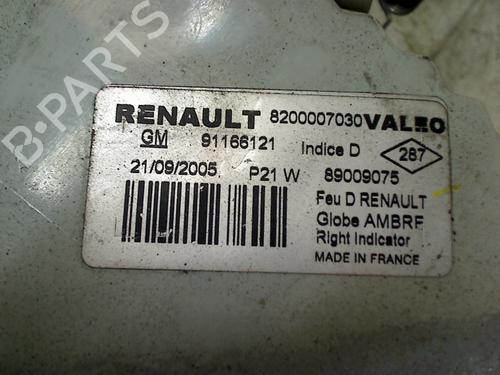 RENAULT 8200007030 VALEO
GM 91166121 Indice D 287
21/09/2005 P21 W 89009075
Feu D RENAULT
Globe AMBRF
Right Indicator
MADE IN FRANCE
B-PARTS